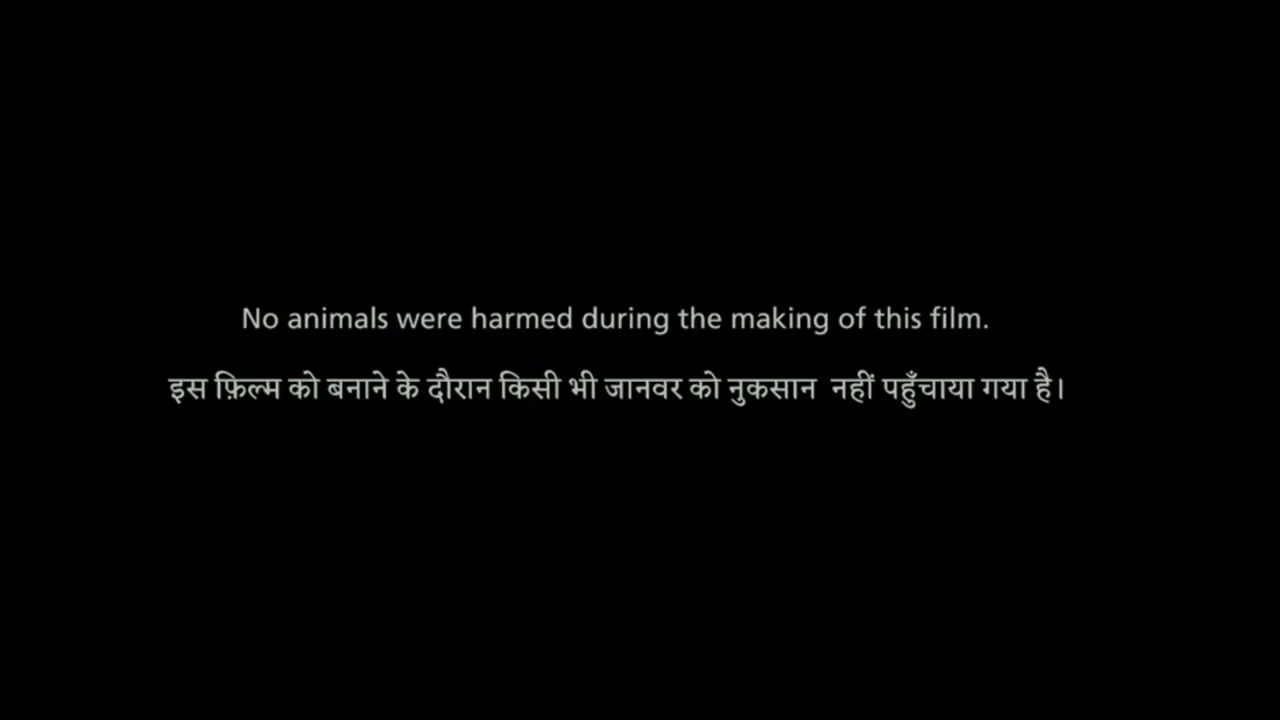 No animals were harmed during the making of this film.
इस फ़िल्म को बनाने के दौरान किसी भी जानवर को नुकसान नहीं पहुँचाया गया है।